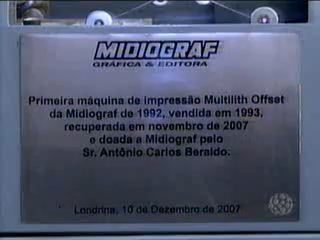 MIDIOGRAF
GRÁFICA & EDITORA
Primeira máquina de impressão Multilith Offset
da Midiograf de 1992, vendida em 1993,
recuperada em novembro de 2007
e doada a Midiograf pelo
Sr. Antônio Carlos Beraldo.
Londrina, 10 de Dezembro de 2007